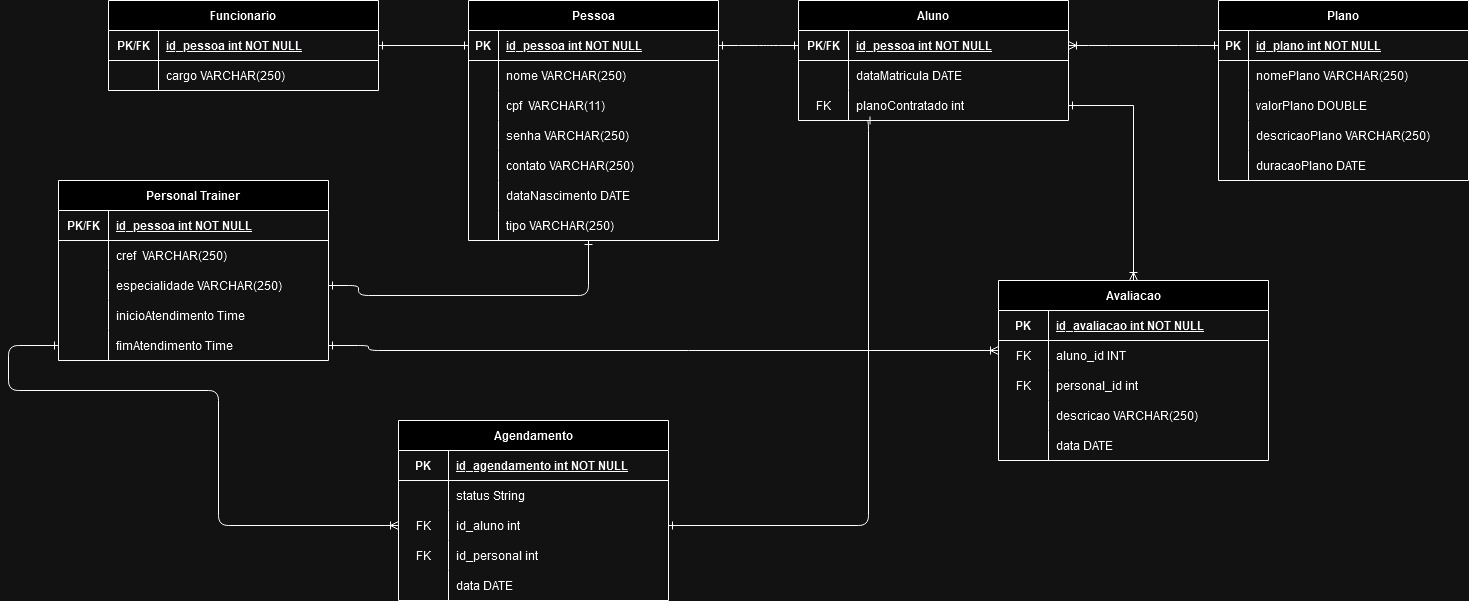 Funcionario
PK/FK id_pessoa int NOT NULL
cargo VARCHAR(250)
Pessoa
PK id_pessoa int NOT NULL
nome VARCHAR(250)
cpf  VARCHAR(11)
senha VARCHAR(250)
contato VARCHAR(250)
dataNascimento DATE
tipo VARCHAR(250)
Aluno
PK/FK id_pessoa int NOT NULL
dataMatricula DATE
FK planoContratado int
Plano
PK id_plano int NOT NULL
nomePlano VARCHAR(250)
valorPlano DOUBLE
descricaoPlano VARCHAR(250)
duracaoPlano DATE
Personal Trainer
PK/FK id_pessoa int NOT NULL
cref  VARCHAR(250)
especialidade VARCHAR(250)
inicioAtendimento Time
fimAtendimento Time
Avaliacao
PK id_avaliacao int NOT NULL
FK aluno_id INT
FK personal_id int
descricao VARCHAR(250)
data DATE
Agendamento
PK id_agendamento int NOT NULL
status String
FK id_aluno int
FK id_personal int
data DATE